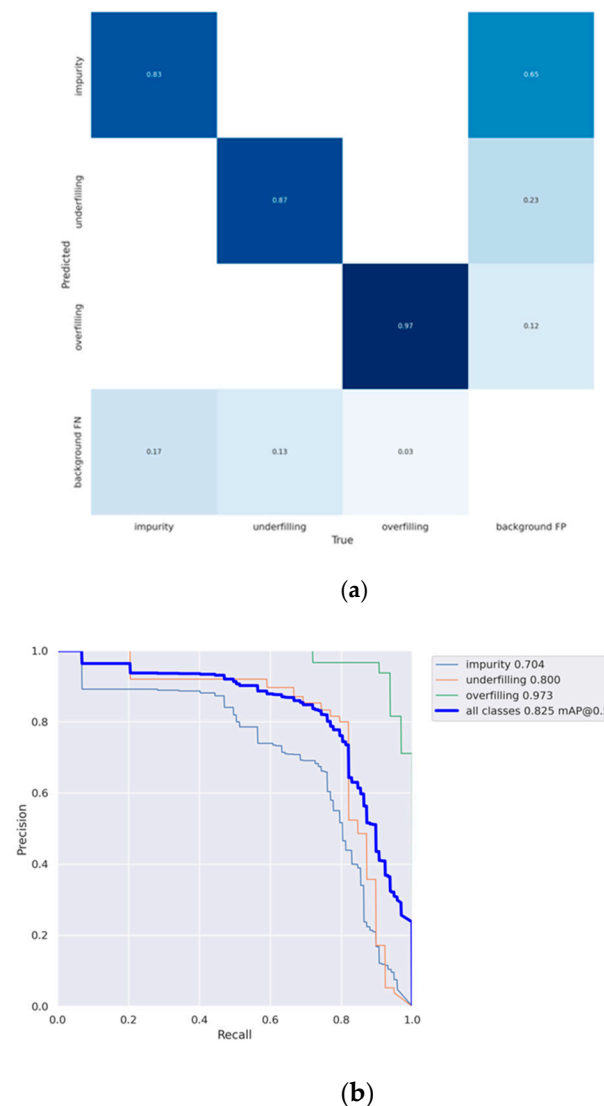 impurity
0.83
0.65
underfilling
0.87
0.23
Predicted
overfilling
0.97
0.12
background FN
0.17
0.13
0.03
impurity
underfilling
overfilling
background FP
True
(a)
1.0
0.8
0.6
0.4
0.2
0.0
Precision
0.0
0.2
0.4
0.6
0.8
1.0
Recall
impurity 0.704
underfilling 0.800
overfilling 0.973
all classes 0.825
(b)